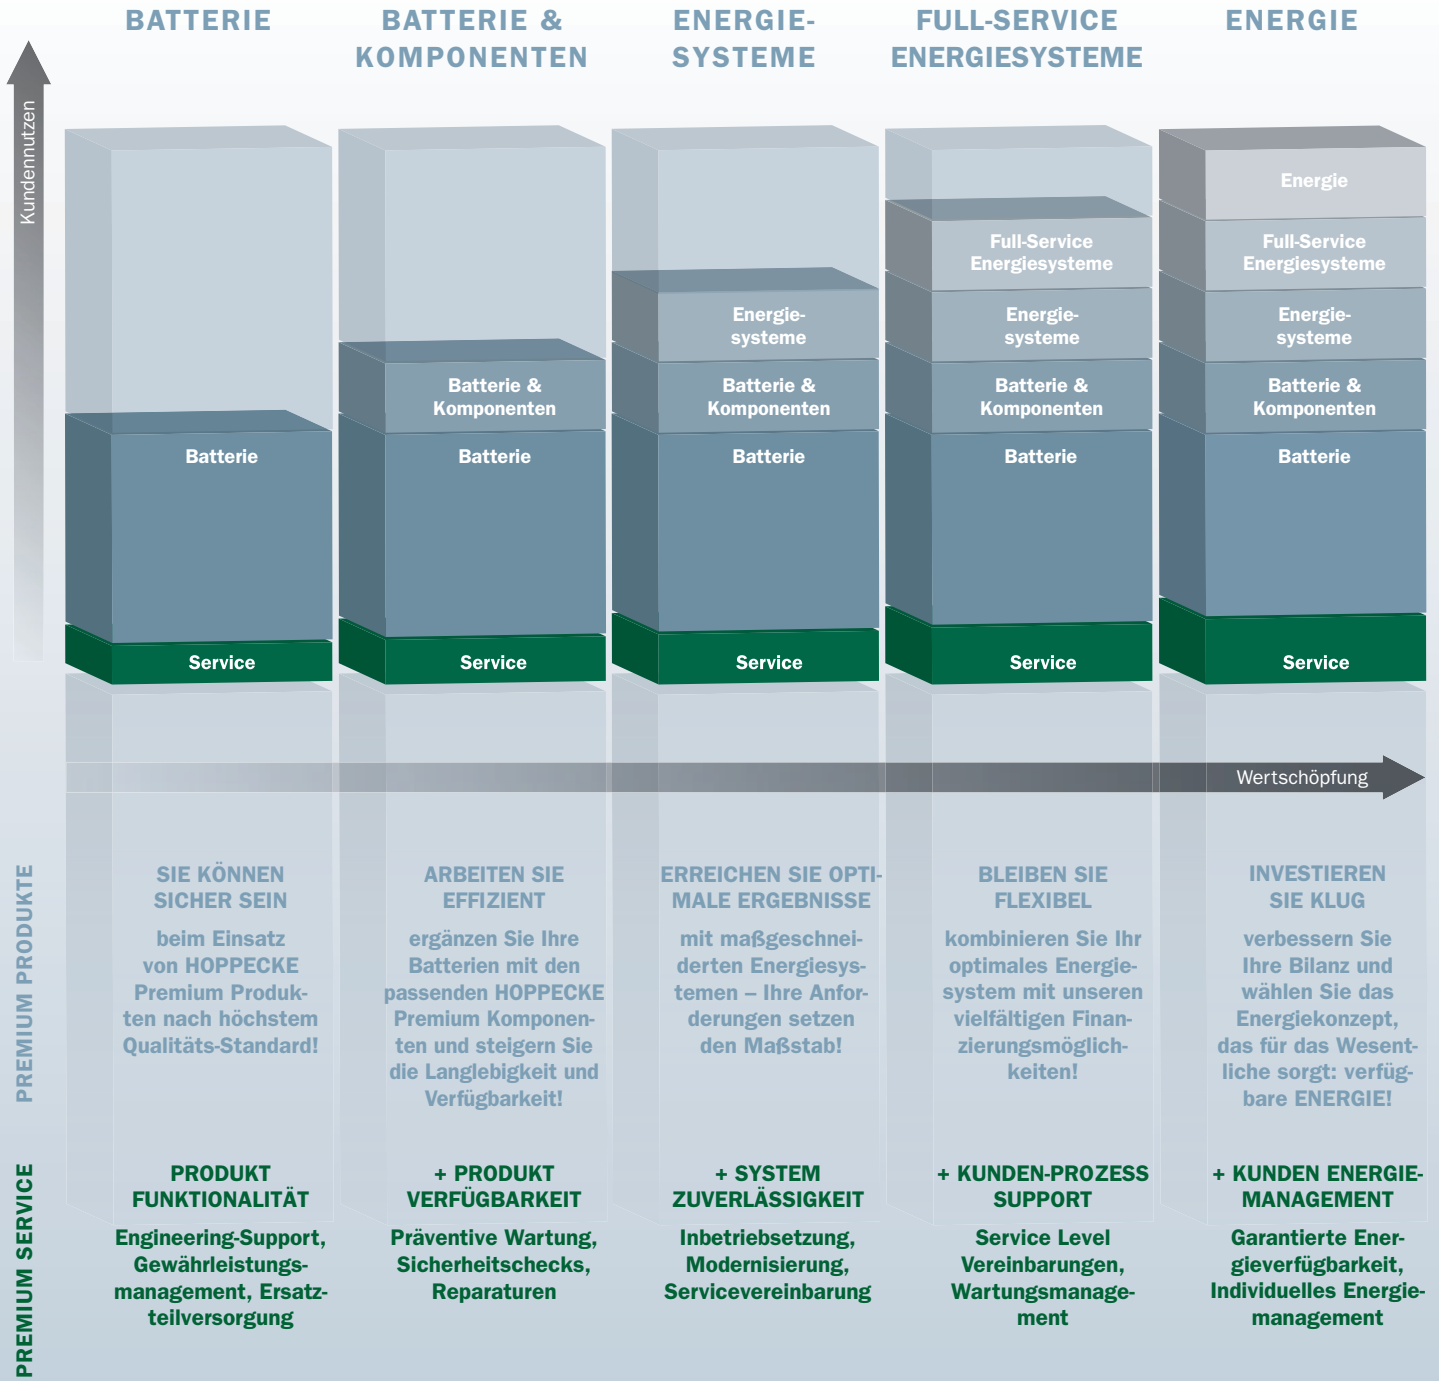 BATTERIE
BATTERIE &
KOMPONENTEN
ENERGIE-
SYSTEME
FULL-SERVICE
ENERGIESYSTEME
ENERGIE
Kundennutzen
Batterie
Service
Batterie &
Komponenten
Batterie
Service
Energie-
systeme
Batterie &
Komponenten
Batterie
Service
Full-Service
Energiesysteme
Energie-
systeme
Batterie &
Komponenten
Batterie
Service
Energie
Full-Service
Energiesysteme
Energie-
systeme
Batterie &
Komponenten
Batterie
Service
Wertschöpfung
PREMIUM PRODUKTE
SIE KÖNNEN
SICHER SEIN
beim Einsatz
von HOPPECKE
Premium Produk-
ten nach höchstem
Qualitäts-Standard!
ARBEITEN SIE
EFFIZIENT
ergänzen Sie Ihre
Batterien mit den
passenden HOPPECKE
Premium Komponen-
ten und steigern Sie
die Langlebigkeit und
Verfügbarkeit!
ERREICHEN SIE OPTI-
MALE ERGEBNISSE
mit maßgeschnei-
derten Energiesys-
temen – Ihre Anfor-
derungen setzen
den Maßstab!
BLEIBEN SIE
FLEXIBEL
kombinieren Sie Ihr
optimales Energie-
system mit unseren
vielfältigen Finan-
zierungsmöglich-
keiten!
INVESTIEREN
SIE KLUG
verbessern Sie
Ihre Bilanz und
wählen Sie das
Energiekonzept,
das für das Wesent-
liche sorgt: verfüg-
bare ENERGIE!
PREMIUM SERVICE
PRODUKT
FUNKTIONALITÄT
Engineering-Support,
Gewährleistungs-
management, Ersatz-
teilversorgung
+ PRODUKT
VERFÜGBARKEIT
Präventive Wartung,
Sicherheitschecks,
Reparaturen
+ SYSTEM
ZUVERLÄSSIGKEIT
Inbetriebsetzung,
Modernisierung,
Servicevereinbarung
+ KUNDEN-PROZESS
SUPPORT
Service Level
Vereinbarungen,
Wartungsmanage-
ment
+ KUNDEN ENERGIE-
MANAGEMENT
Garantierte Ener-
gieverfügbarkeit,
Individuelles Energie-
management